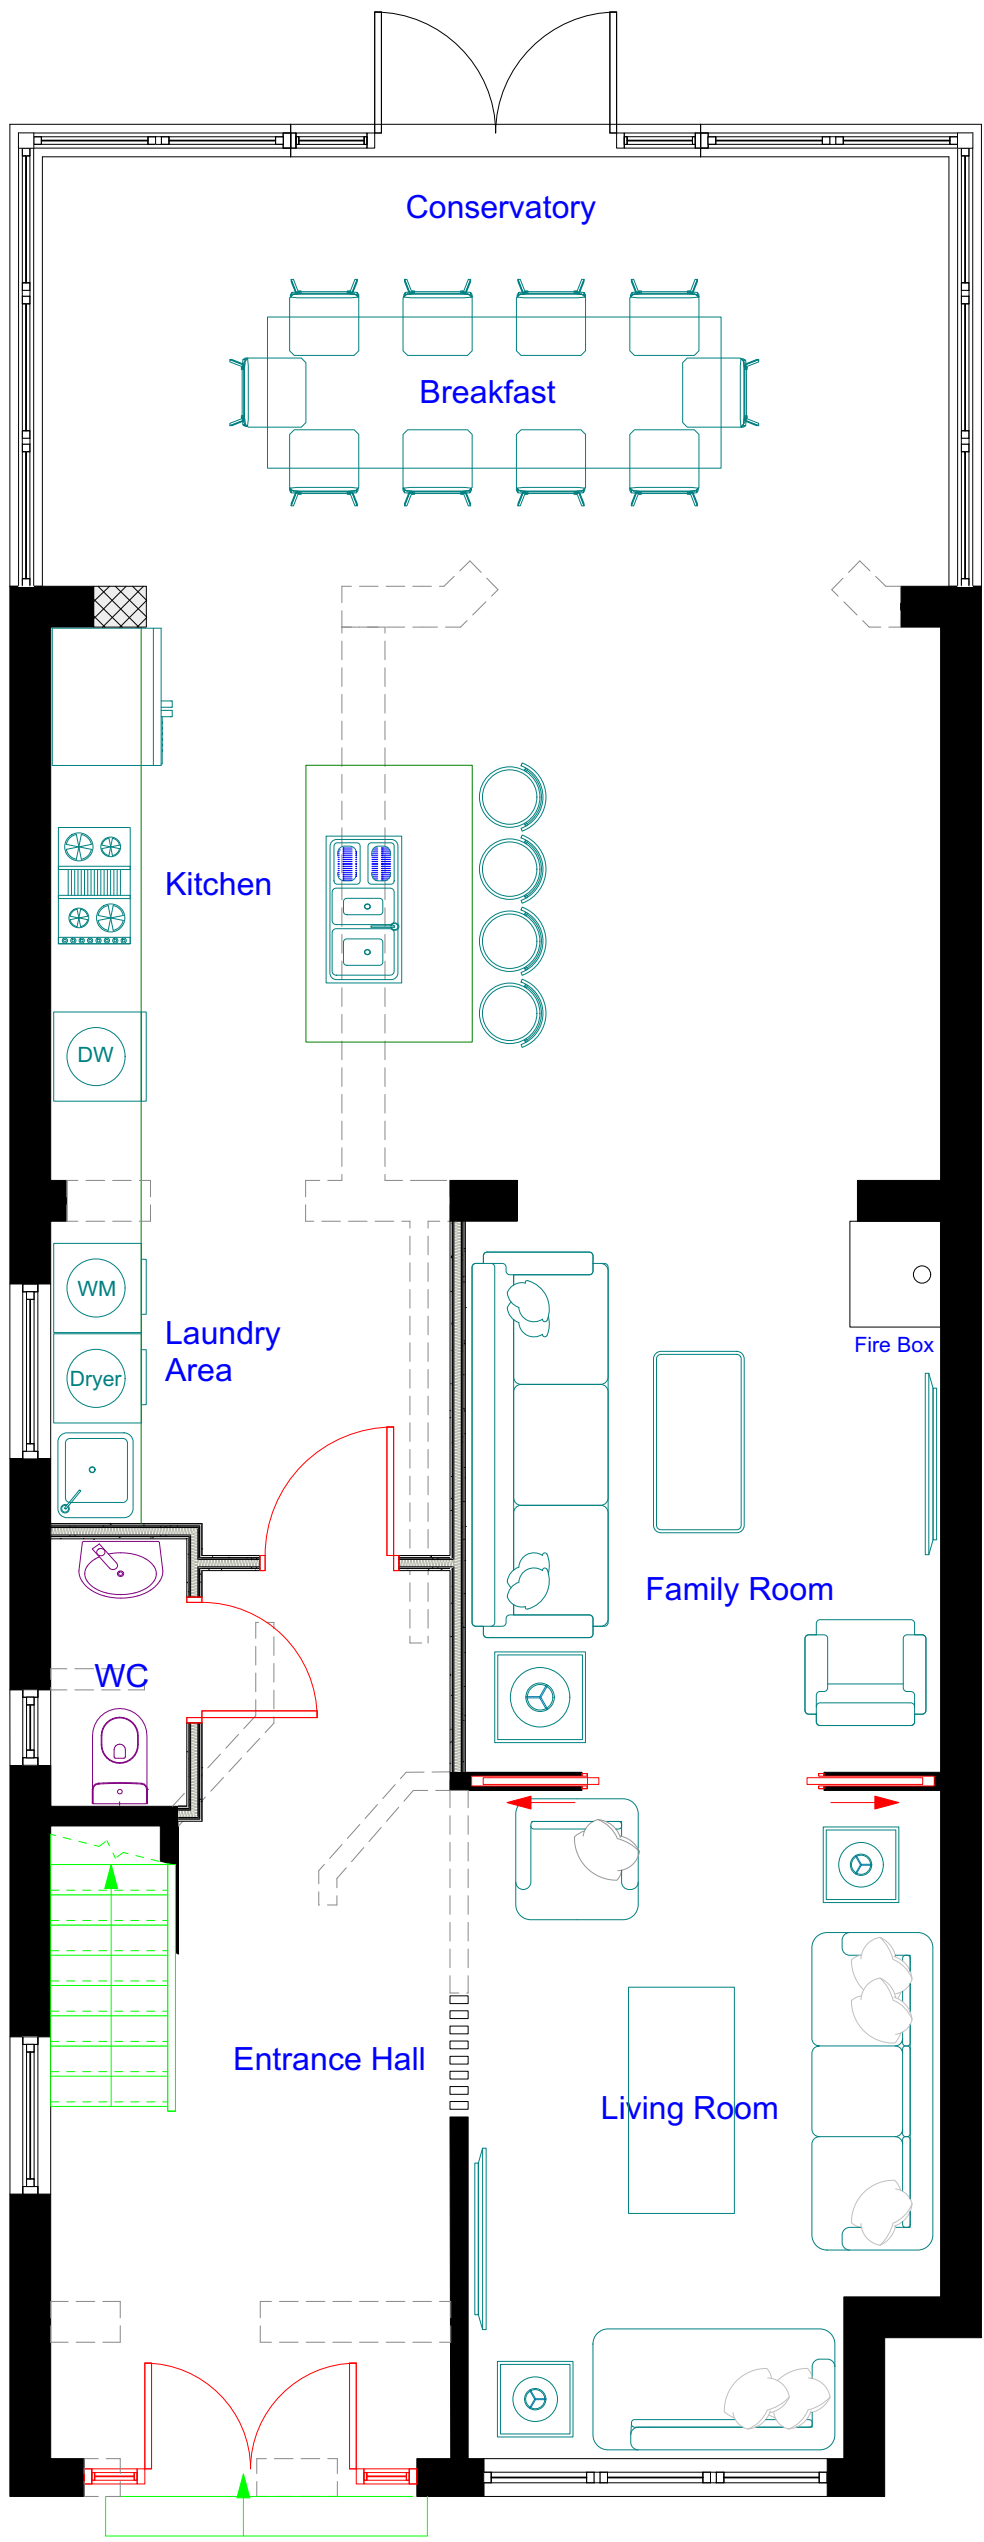 Conservatory
Breakfast
Kitchen
DW
WM
Laundry
Area
Dryer
Fire Box
Family Room
WC
Entrance Hall
Living Room